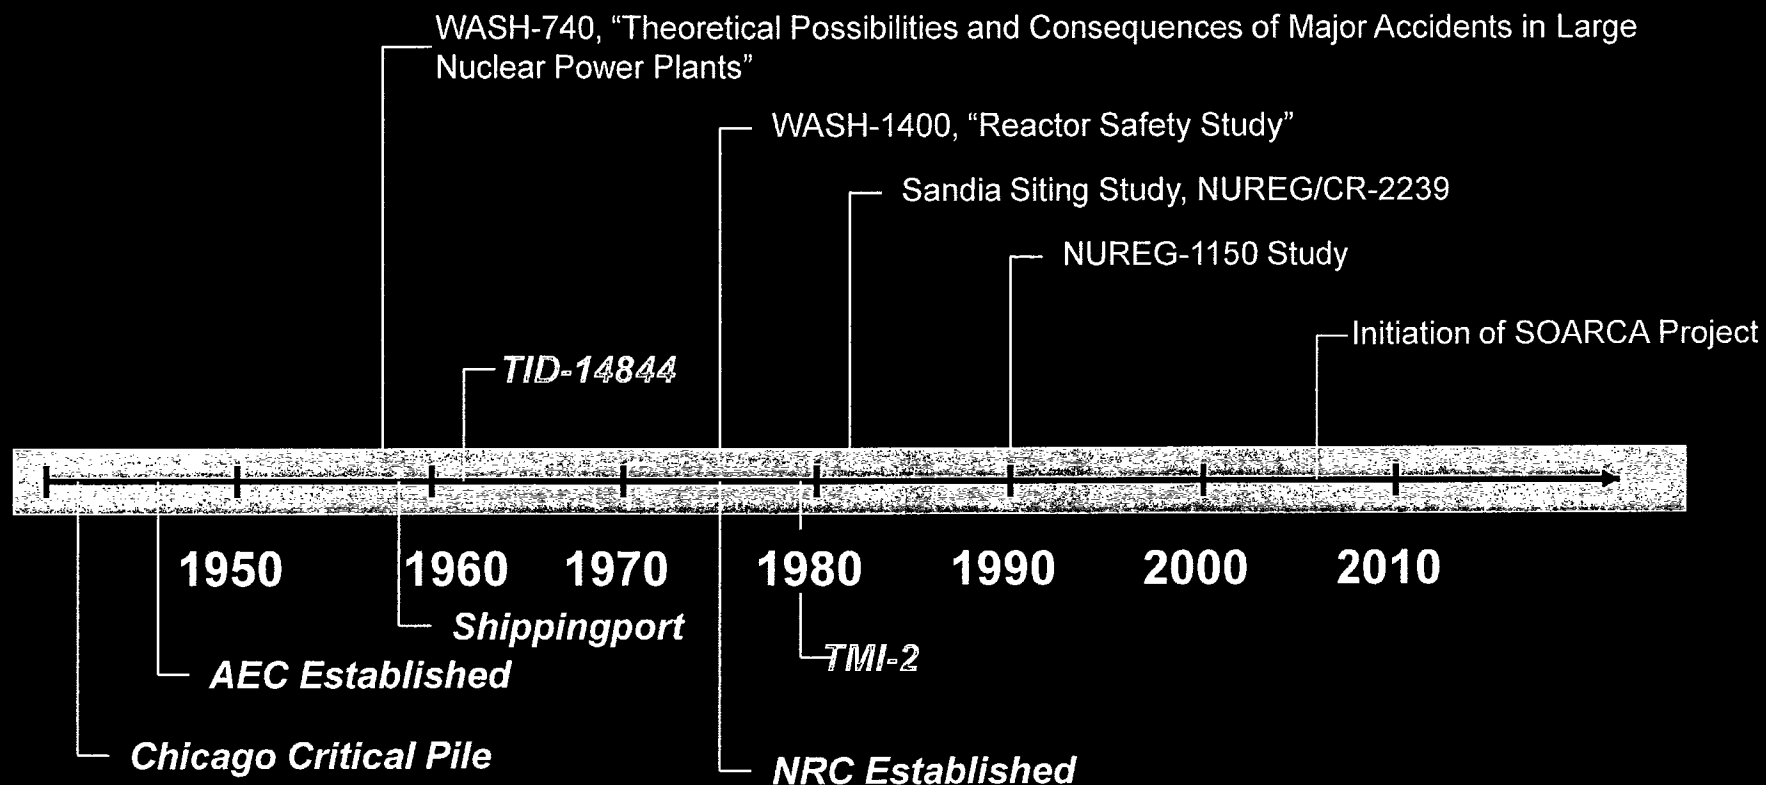 WASH-740, “Theoretical Possibilities and Consequences of Major Accidents in Large
Nuclear Power Plants”
WASH-1400, “Reactor Safety Study”
Sandia Siting Study, NUREG/CR-2239
NUREG-1150 Study
Initiation of SOARCA Project
TID-14844
1950 1960 1970 1980 1990 2000 2010
Shippingport
TMI-2
AEC Established
Chicago Critical Pile
NRC Established